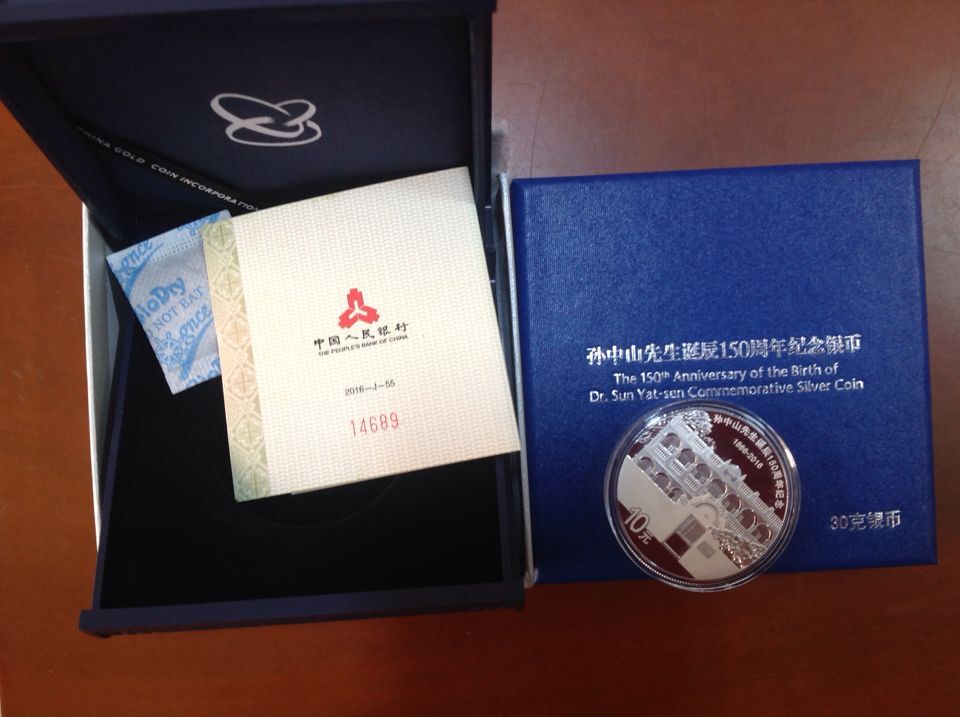 CHINA GOLD COIN INCORPORATION
DO NOT EAT
中国人民银行
THE PEOPLE'S BANK OF CHINA
2016-J-55
14689
孙中山先生诞辰150周年纪念银币
The 150th Anniversary of the Birth of
Dr. Sun Yat-sen Commemorative Silver Coin
孙中山先生诞辰150周年纪念
1866-2016
10元
30克银币